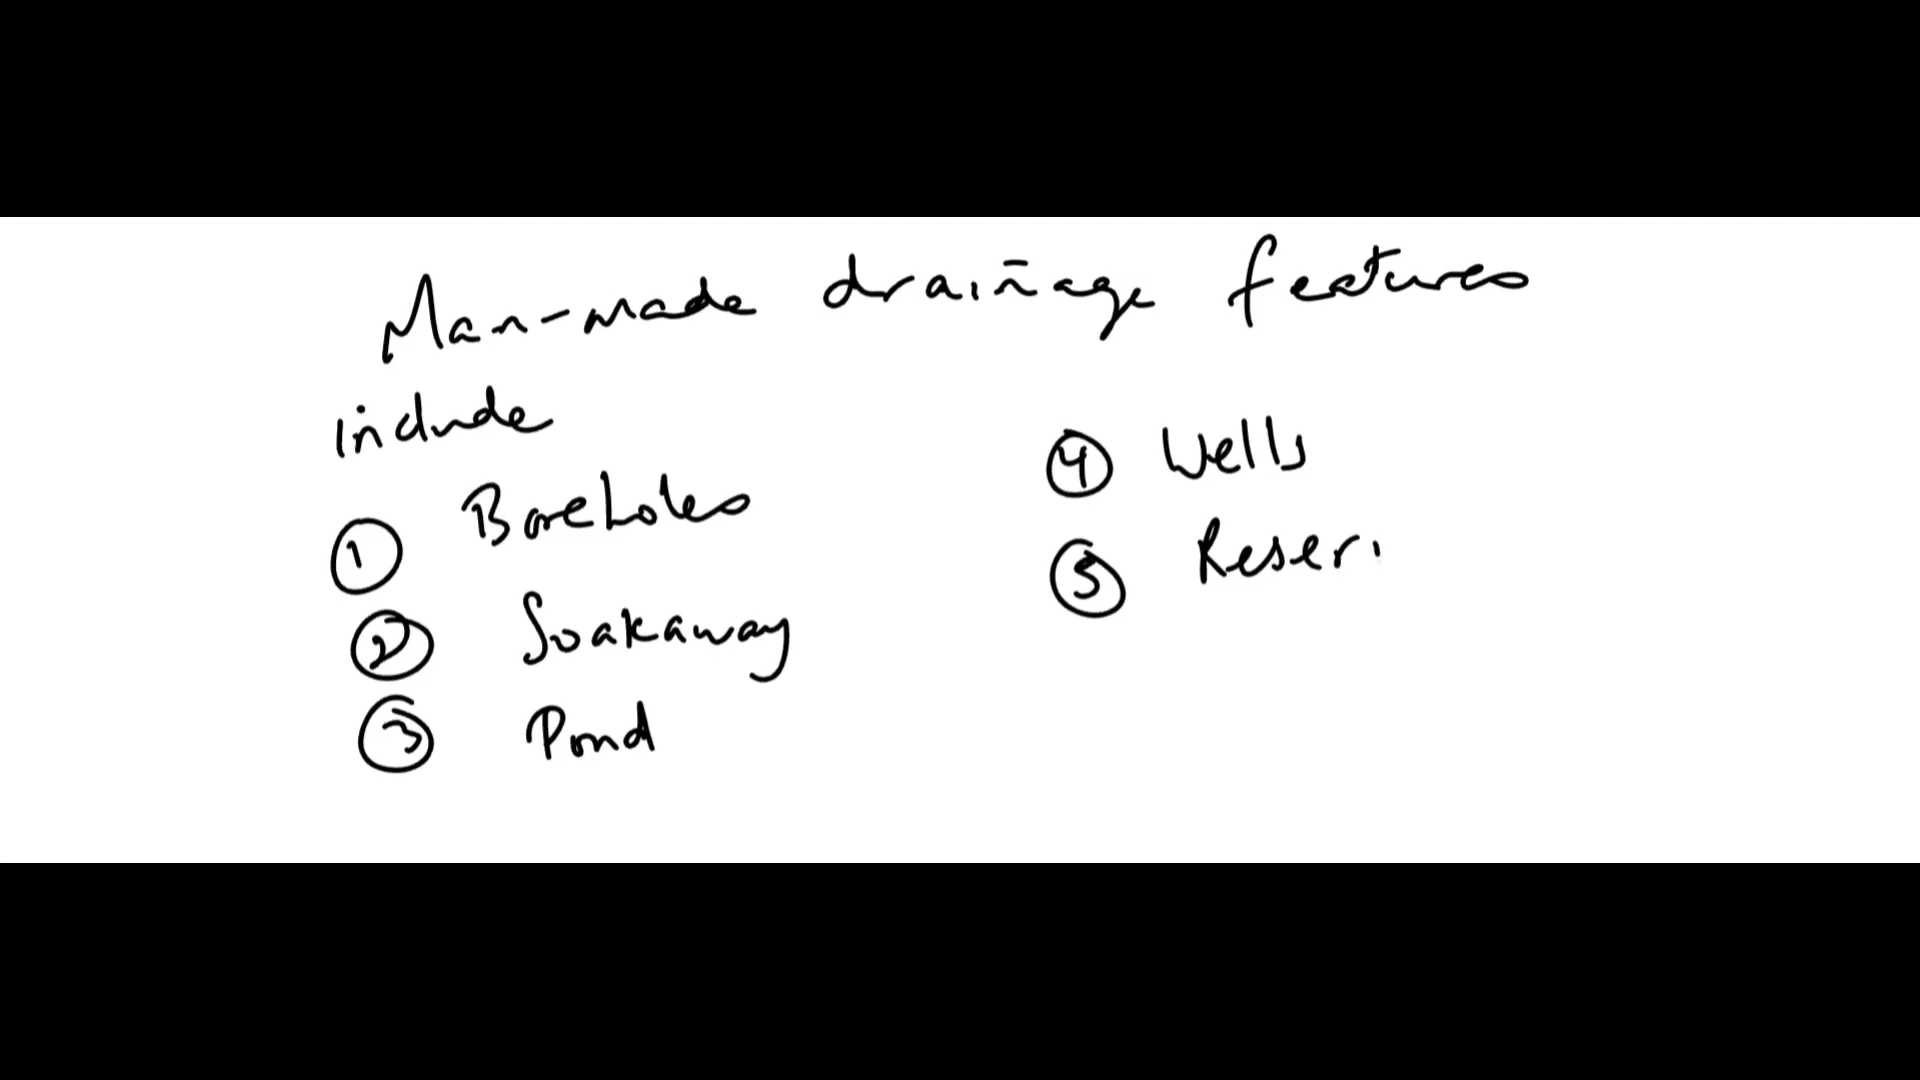 Man-made drainage features
include
① Boreholes
② Soakaway
③ Pond
④ Wells
⑤ Reser